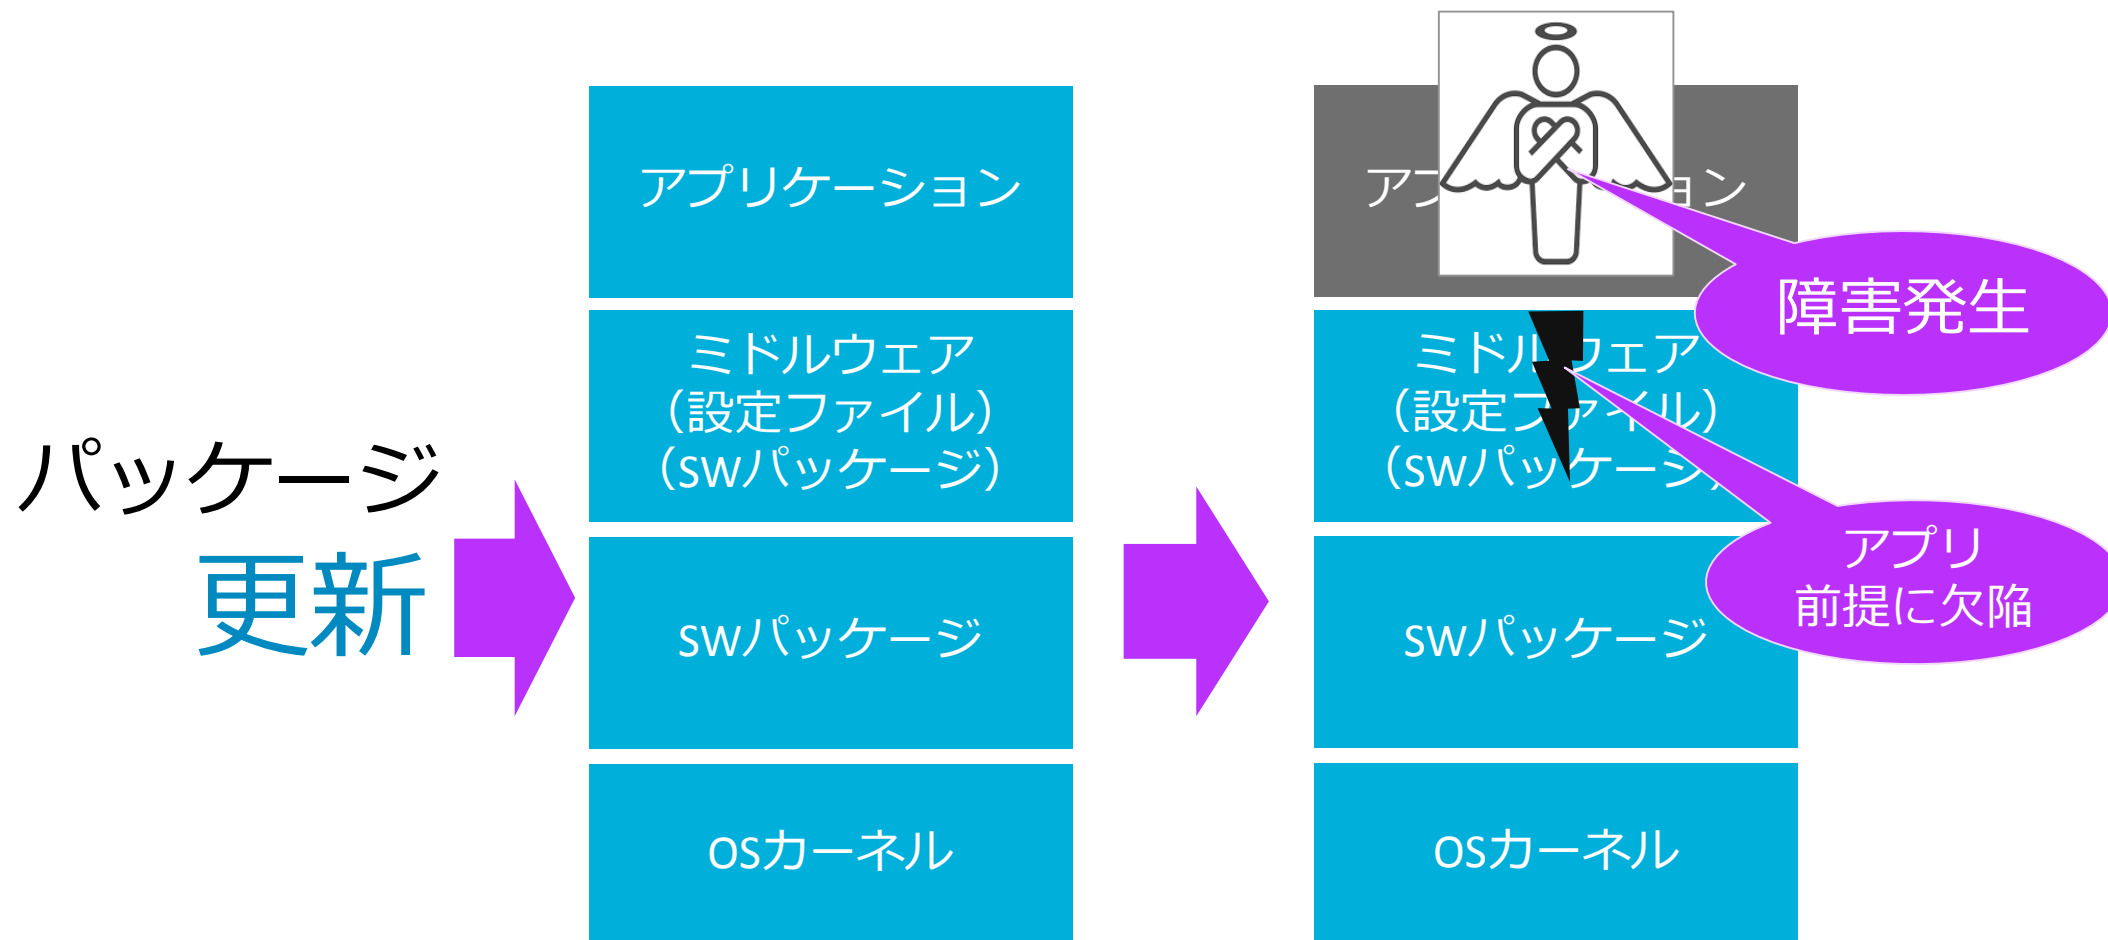 パッケージ
更新
アプリケーション
ミドルウェア
（設定ファイル）
（SWパッケージ）
SWパッケージ
OSカーネル
ア
ョン
ミドルウェア
（設定ファイル）
（SWパッケージ）
SWパッケージ
OSカーネル
障害発生
アプリ
前提に欠陥